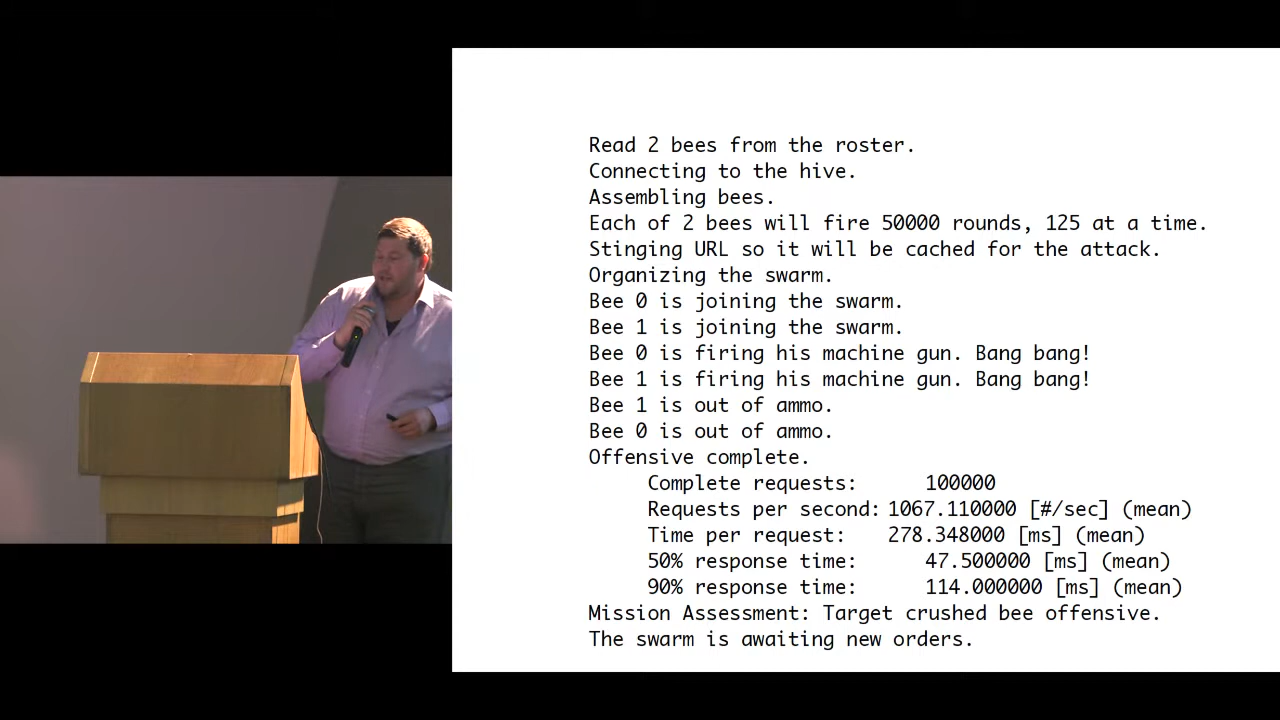 Read 2 bees from the roster.
Connecting to the hive.
Assembling bees.
Each of 2 bees will fire 50000 rounds, 125 at a time.
Stinging URL so it will be cached for the attack.
Organizing the swarm.
Bee 0 is joining the swarm.
Bee 1 is joining the swarm.
Bee 0 is firing his machine gun. Bang bang!
Bee 1 is firing his machine gun. Bang bang!
Bee 1 is out of ammo.
Bee 0 is out of ammo.
Offensive complete.
Complete requests: 100000
Requests per second: 1067.110000 [#/sec] (mean)
Time per request: 278.348000 [ms] (mean)
50% response time: 47.500000 [ms] (mean)
90% response time: 114.000000 [ms] (mean)
Mission Assessment: Target crushed bee offensive.
The swarm is awaiting new orders.